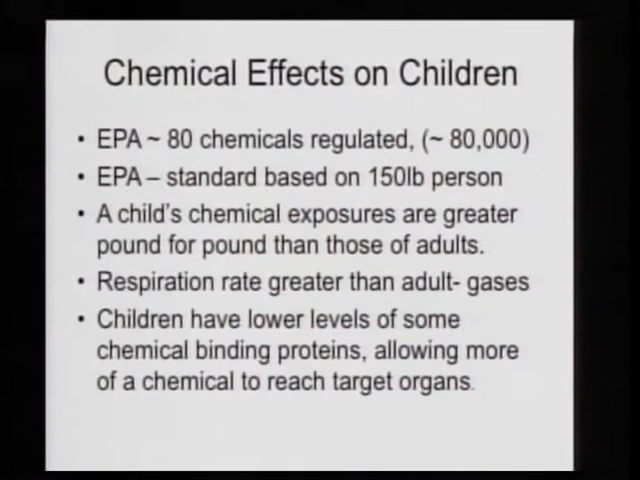 Chemical Effects on Children
• EPA ~ 80 chemicals regulated, (~ 80,000)
• EPA – standard based on 150lb person
• A child's chemical exposures are greater
pound for pound than those of adults.
• Respiration rate greater than adult- gases
• Children have lower levels of some
chemical binding proteins, allowing more
of a chemical to reach target organs.